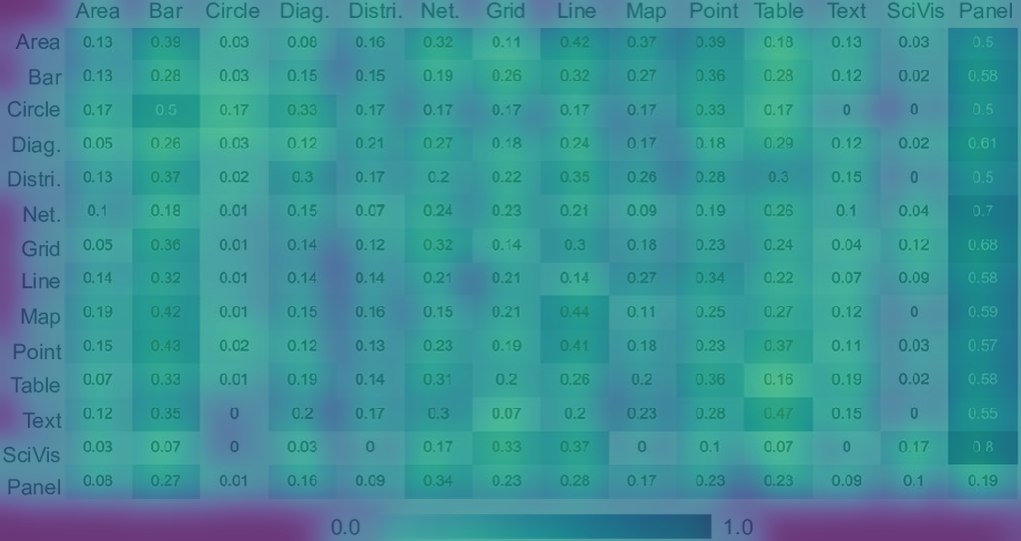 Area Bar Circle Diag. Distri. Net. Grid Line Map Point Table Text SciVis Panel
Area 0.13 0.39 0.03 0.08 0.16 0.32 0.11 0.42 0.37 0.39 0.18 0.13 0.03 0.5
Bar 0.13 0.28 0.03 0.15 0.15 0.19 0.26 0.32 0.27 0.36 0.28 0.12 0.02 0.58
Circle 0.17 0.5 0.17 0.33 0.17 0.17 0.17 0.17 0.17 0.33 0.17 0 0 0.5
Diag. 0.05 0.26 0.03 0.12 0.21 0.27 0.18 0.24 0.17 0.18 0.29 0.12 0.02 0.61
Distri. 0.13 0.37 0.02 0.3 0.17 0.2 0.22 0.35 0.26 0.28 0.3 0.15 0 0.5
Net. 0.1 0.18 0.01 0.15 0.07 0.24 0.23 0.21 0.09 0.19 0.26 0.1 0.04 0.7
Grid 0.05 0.36 0.01 0.14 0.12 0.32 0.14 0.3 0.18 0.23 0.24 0.04 0.12 0.68
Line 0.14 0.32 0.01 0.14 0.14 0.21 0.21 0.14 0.27 0.34 0.22 0.07 0.09 0.58
Map 0.19 0.42 0.01 0.15 0.16 0.15 0.21 0.44 0.11 0.25 0.27 0.12 0 0.59
Point 0.15 0.43 0.02 0.12 0.13 0.23 0.19 0.41 0.18 0.23 0.37 0.11 0.03 0.57
Table 0.07 0.33 0.01 0.19 0.14 0.31 0.2 0.26 0.2 0.36 0.16 0.19 0.02 0.58
Text 0.12 0.35 0 0.2 0.17 0.3 0.07 0.2 0.23 0.28 0.47 0.15 0 0.55
SciVis 0.03 0.07 0 0.03 0 0.17 0.33 0.37 0 0.1 0.07 0 0.17 0.8
Panel 0.08 0.27 0.01 0.16 0.09 0.34 0.23 0.28 0.17 0.23 0.23 0.09 0.1 0.19
0.0 1.0